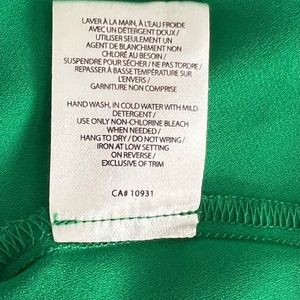 LAVER À LA MAIN, À L'EAU FROIDE
AVEC UN DÉTERGENT DOUX /
UTILISER SEULEMENT UN
AGENT DE BLANCHIMENT NON
CHLORÉ AU BESOIN /
SUSPENDRE POUR SÉCHER / NE PAS TORDRE /
REPASSER À BASSE TEMPÉRATURE SUR
L'ENVERS /
GARNITURE NON COMPRISE
HAND WASH, IN COLD WATER WITH MILD
DETERGENT /
USE ONLY NON-CHLORINE BLEACH
WHEN NEEDED /
HANG TO DRY / DO NOT WRING /
IRON AT LOW SETTING
ON REVERSE /
EXCLUSIVE OF TRIM
CA# 10931